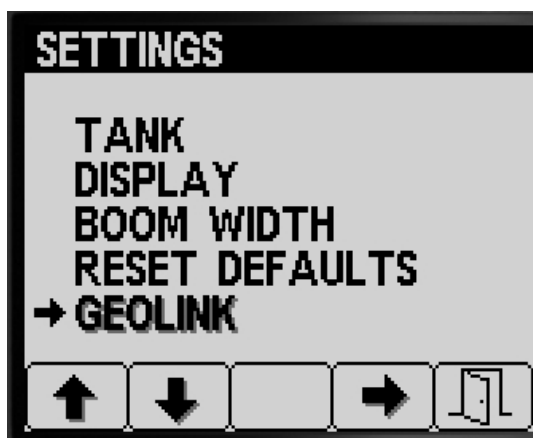 SETTINGS
TANK
DISPLAY
BOOM WIDTH
RESET DEFAULTS
GEOLINK